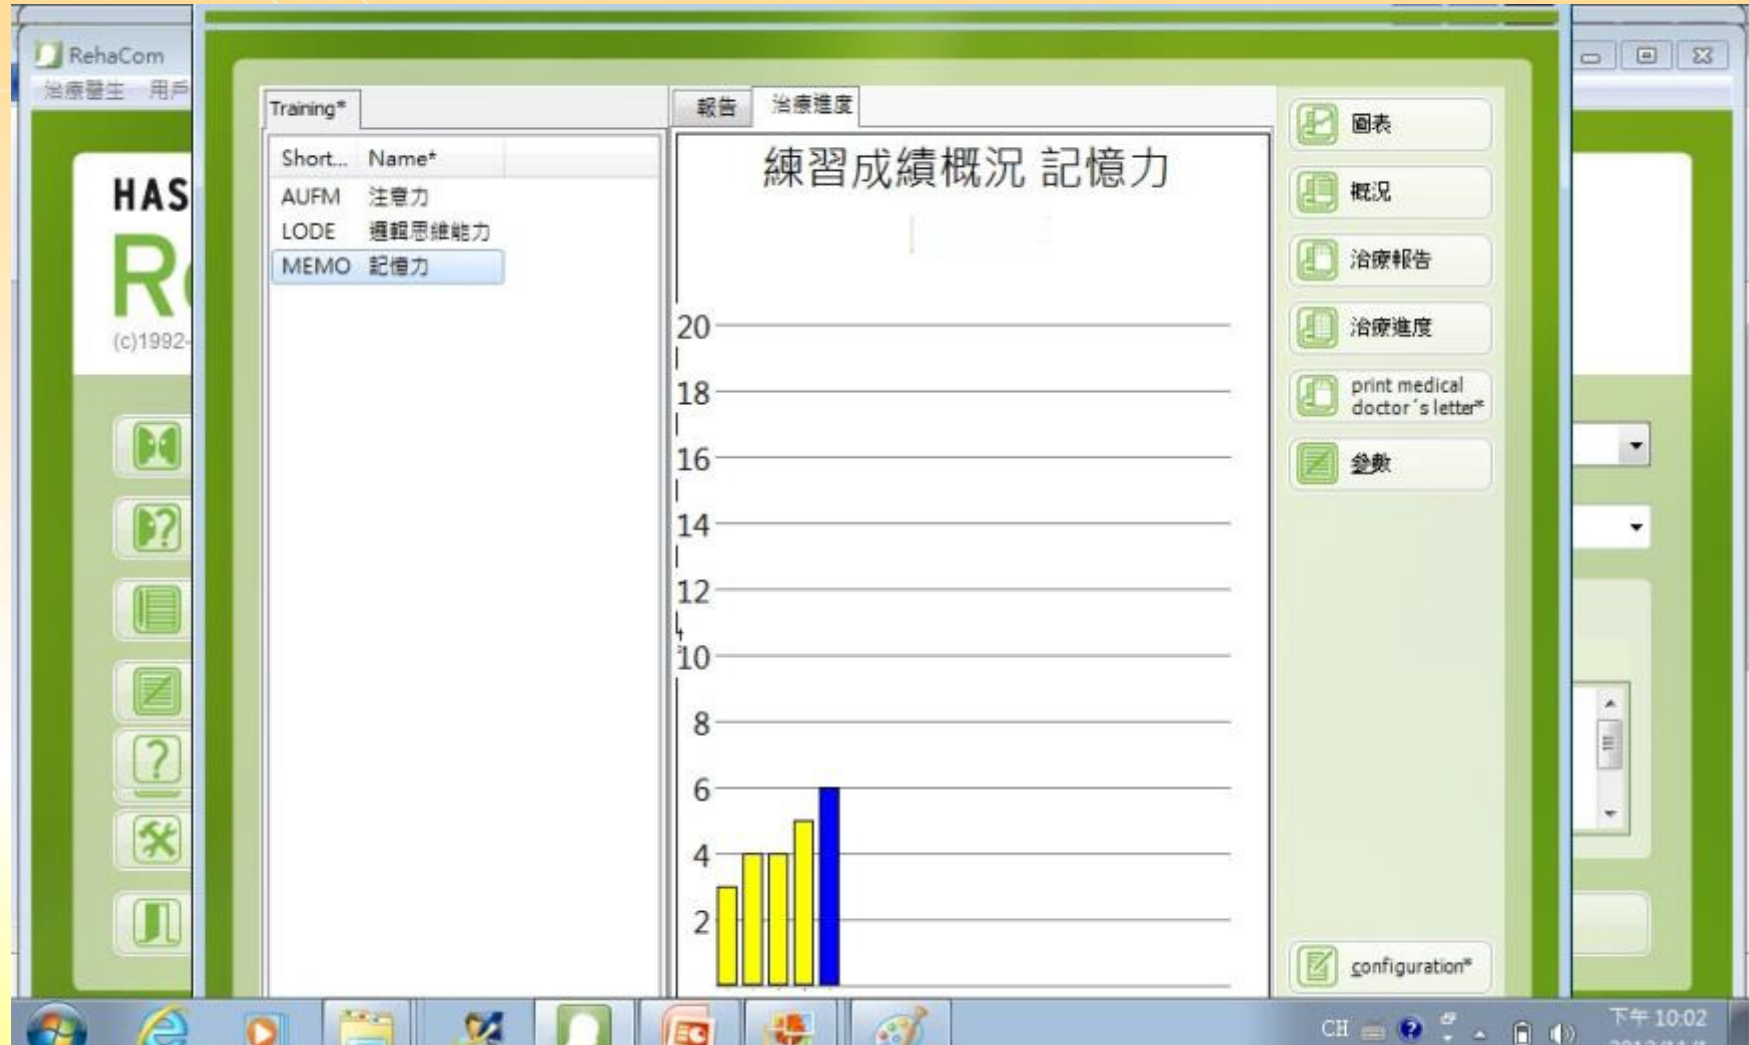 RehaCom
治療醫生 用戶
HAS
(c)1992-
Training*
Short... Name*
AUFM 注意力
LODE 邏輯思維能力
MEMO 記憶力
報告 治療進度
練習成績概況 記憶力
20
18
16
14
12
10
8
6
4
2
圖表
概況
治療報告
治療進度
print medical
doctor´s letter*
參數
configuration*
CH
下午 10:02